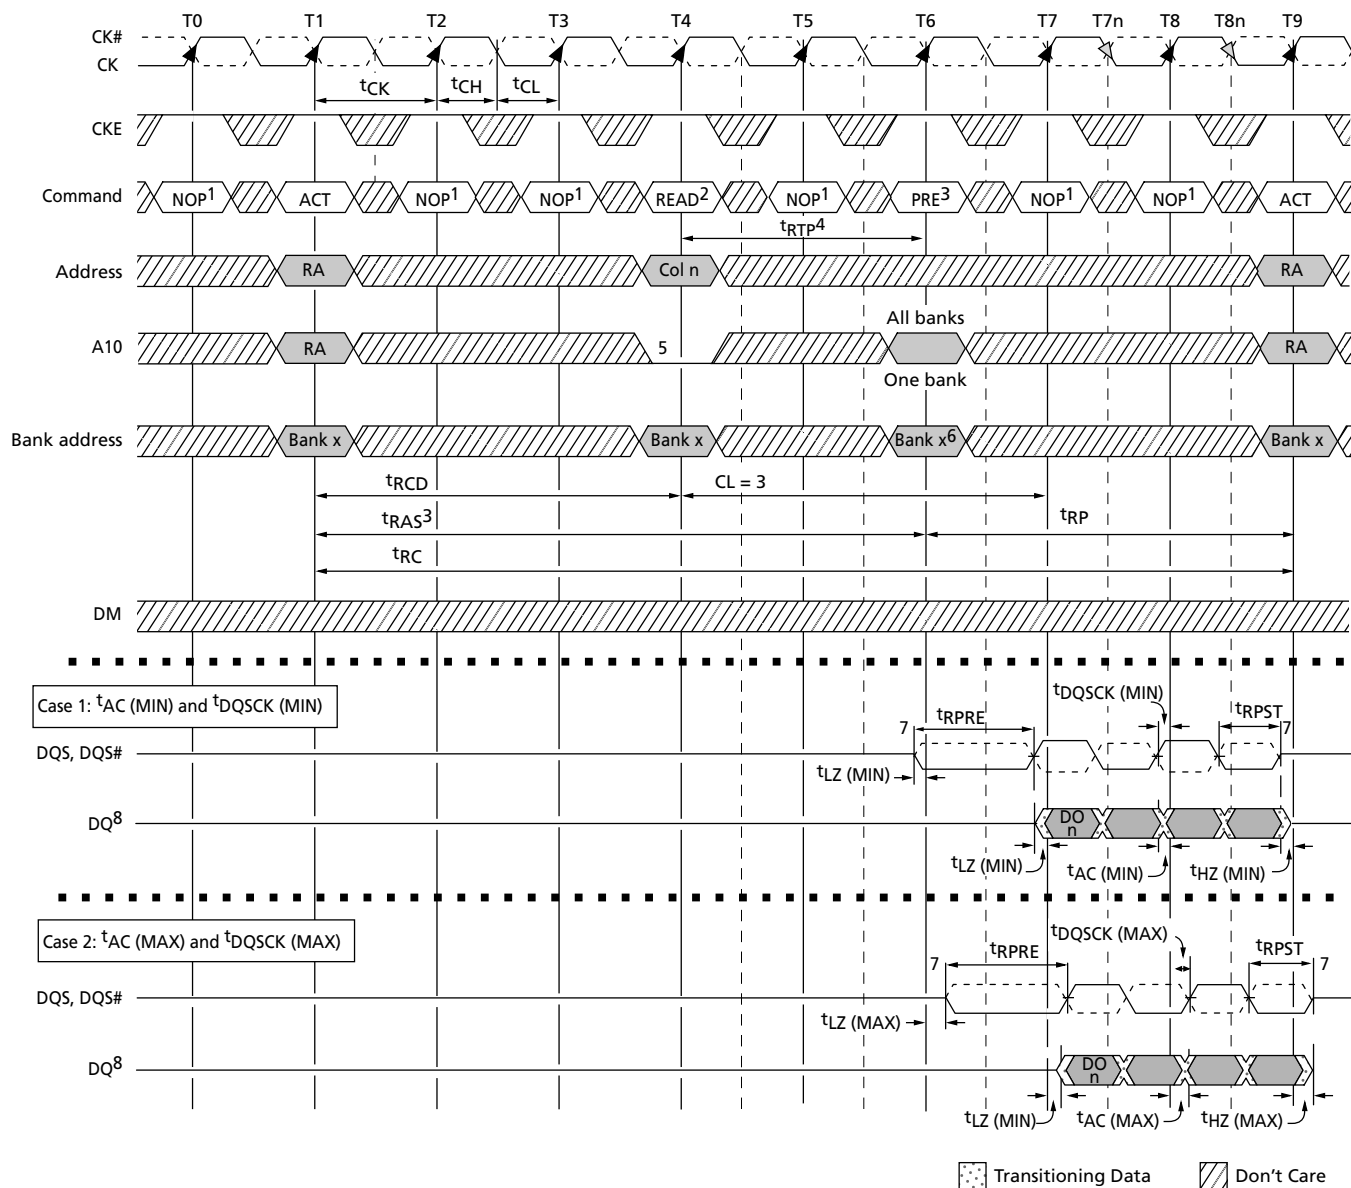 T0 T1 T2 T3 T4 T5 T6 T7 T7n T8 T8n T9
CK#
CK
tCK tCH tCL
CKE
Command NOP1 ACT NOP1 NOP1 READ2 NOP1 PRE3 NOP1 NOP1 ACT
tRTP4
Address RA Col n RA
All banks
A10 RA 5 RA
One bank
Bank address Bank x Bank x Bank x6 Bank x
tRCD CL = 3
tRAS3 tRP
tRC
DM
Case 1: tAC (MIN) and tDQSCK (MIN)
tDQSCK (MIN)
7 tRPRE tRPST 7
DQS, DQS#
tLZ (MIN)
DQ8 DO n
tLZ (MIN) tAC (MIN) tHZ (MIN)
Case 2: tAC (MAX) and tDQSCK (MAX)
tDQSCK (MAX)
7 tRPRE tRPST 7
DQS, DQS#
tLZ (MAX)
DQ8 DO n
tLZ (MIN) tAC (MAX) tHZ (MAX)
Transitioning Data Don't Care